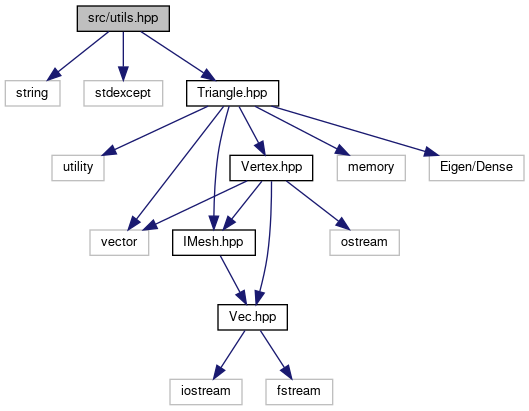 src/utils.hpp
string
stdexcept
Triangle.hpp
utility
Vertex.hpp
memory
Eigen/Dense
vector
IMesh.hpp
ostream
Vec.hpp
iostream
fstream